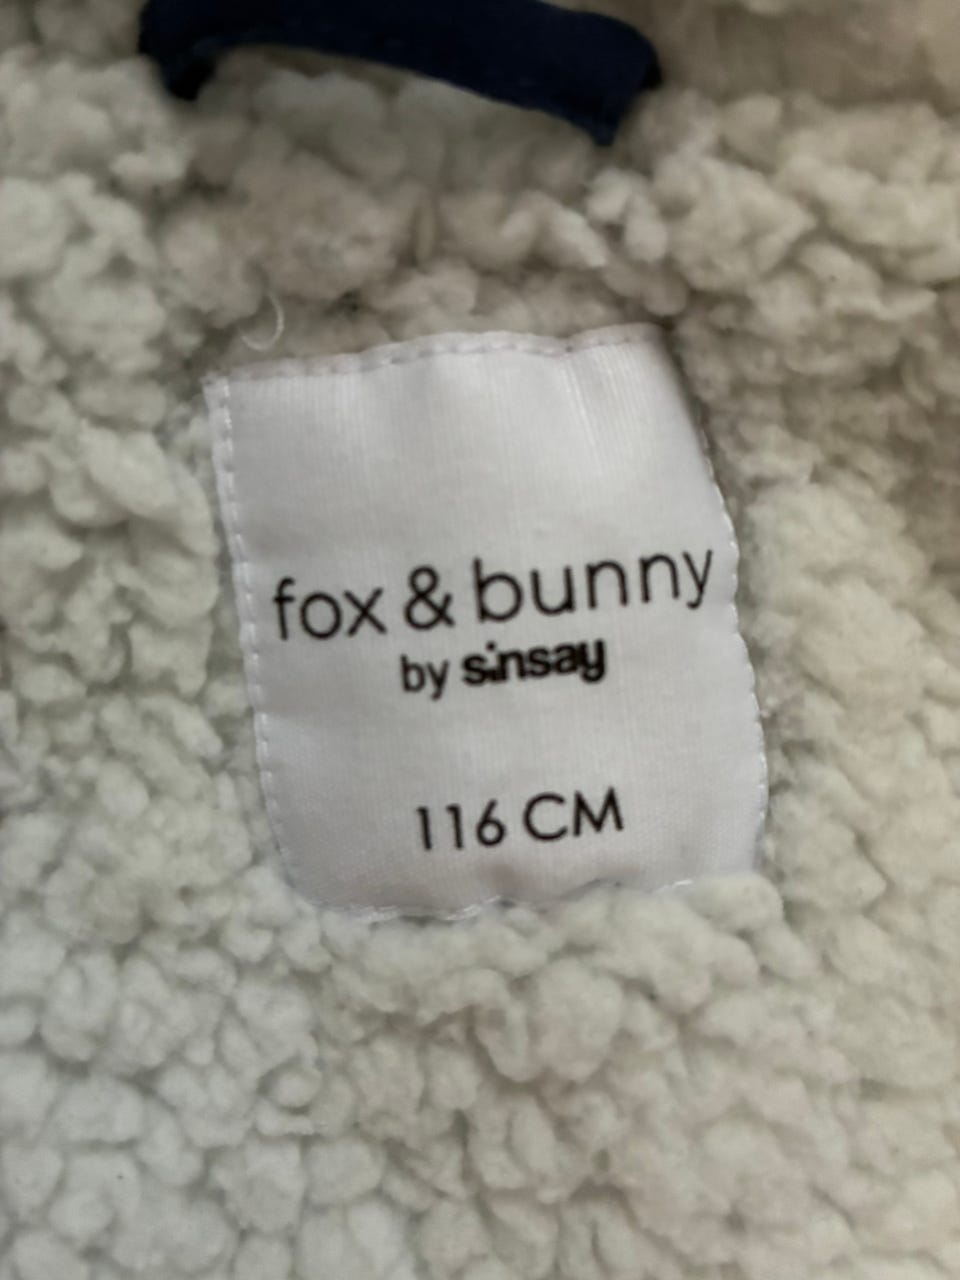 fox & bunny
by sinsay
116 CM